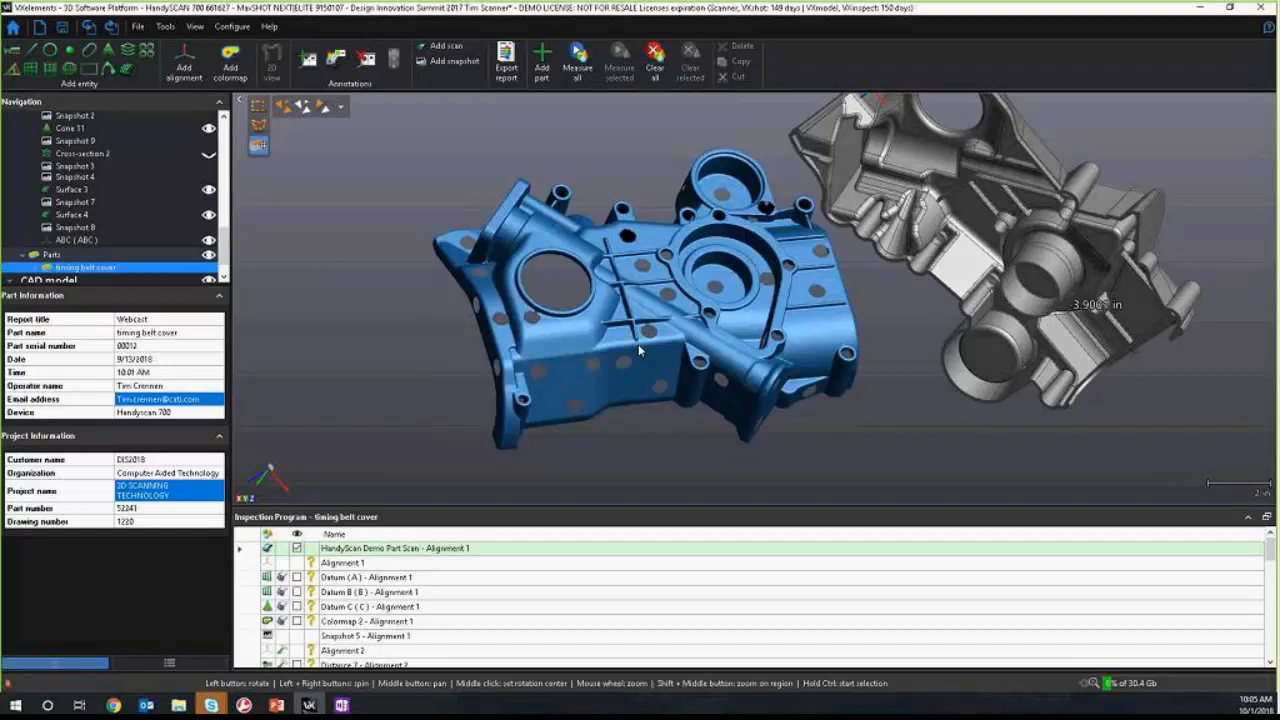 VXelements - 3D Software Platform - HandySCAN 700 661627 - MaxSHOT NEXT|ELITE 9150107 - Design Innovation Summit 2017 Tim Scanner* - DEMO LICENSE: NOT FOR RESALE Licenses expiration (Scanner, VXshot: 149 days) (VXmodel, VXinspect: 150 days)
File Tools View Configure Help
Add alignment
Add colormap
2D view
Add scan
Add snapshot
Export report
Add part
Measure all
Measure selected
Clear all
Clear selected
Delete
Copy
Cut
Add entity
Annotations
Navigation
Snapshot 2
Cone 11
Snapshot 9
Cross-section 2
Snapshot 3
Snapshot 4
Surface 3
Snapshot 7
Surface 4
Snapshot 8
ABC ( ABC )
Parts
timing belt cover
CAD model
Part Information
Report title Webcast
Part name timing belt cover
Part serial number 00012
Date 9/13/2018
Time 10:01 AM
Operator name Tim Crennen
Email address Tim.crennen@cati.com
Device Handyscan 700
Project Information
Customer name DIS2018
Organization Computer Aided Technology
Project name 3D SCANNING TECHNOLOGY
Part number 52241
Drawing number 1220
X Y Z
in
Inspection Program - timing belt cover
Name
HandyScan Demo Part Scan - Alignment 1
Alignment 1
Datum ( A ) - Alignment 1
Datum B ( B ) - Alignment 1
Datum C ( C ) - Alignment 1
Colormap 2 - Alignment 1
Snapshot 5 - Alignment 1
Alignment 2
Distance 7 - Alignment 2
Left button: rotate | Left + Right buttons: spin | Middle button: pan | Middle click: set rotation center | Mouse wheel: zoom | Shift + Middle button: zoom on region | Hold Ctrl: start selection
% of 30.4 Gb
10:05 AM
10/1/2018